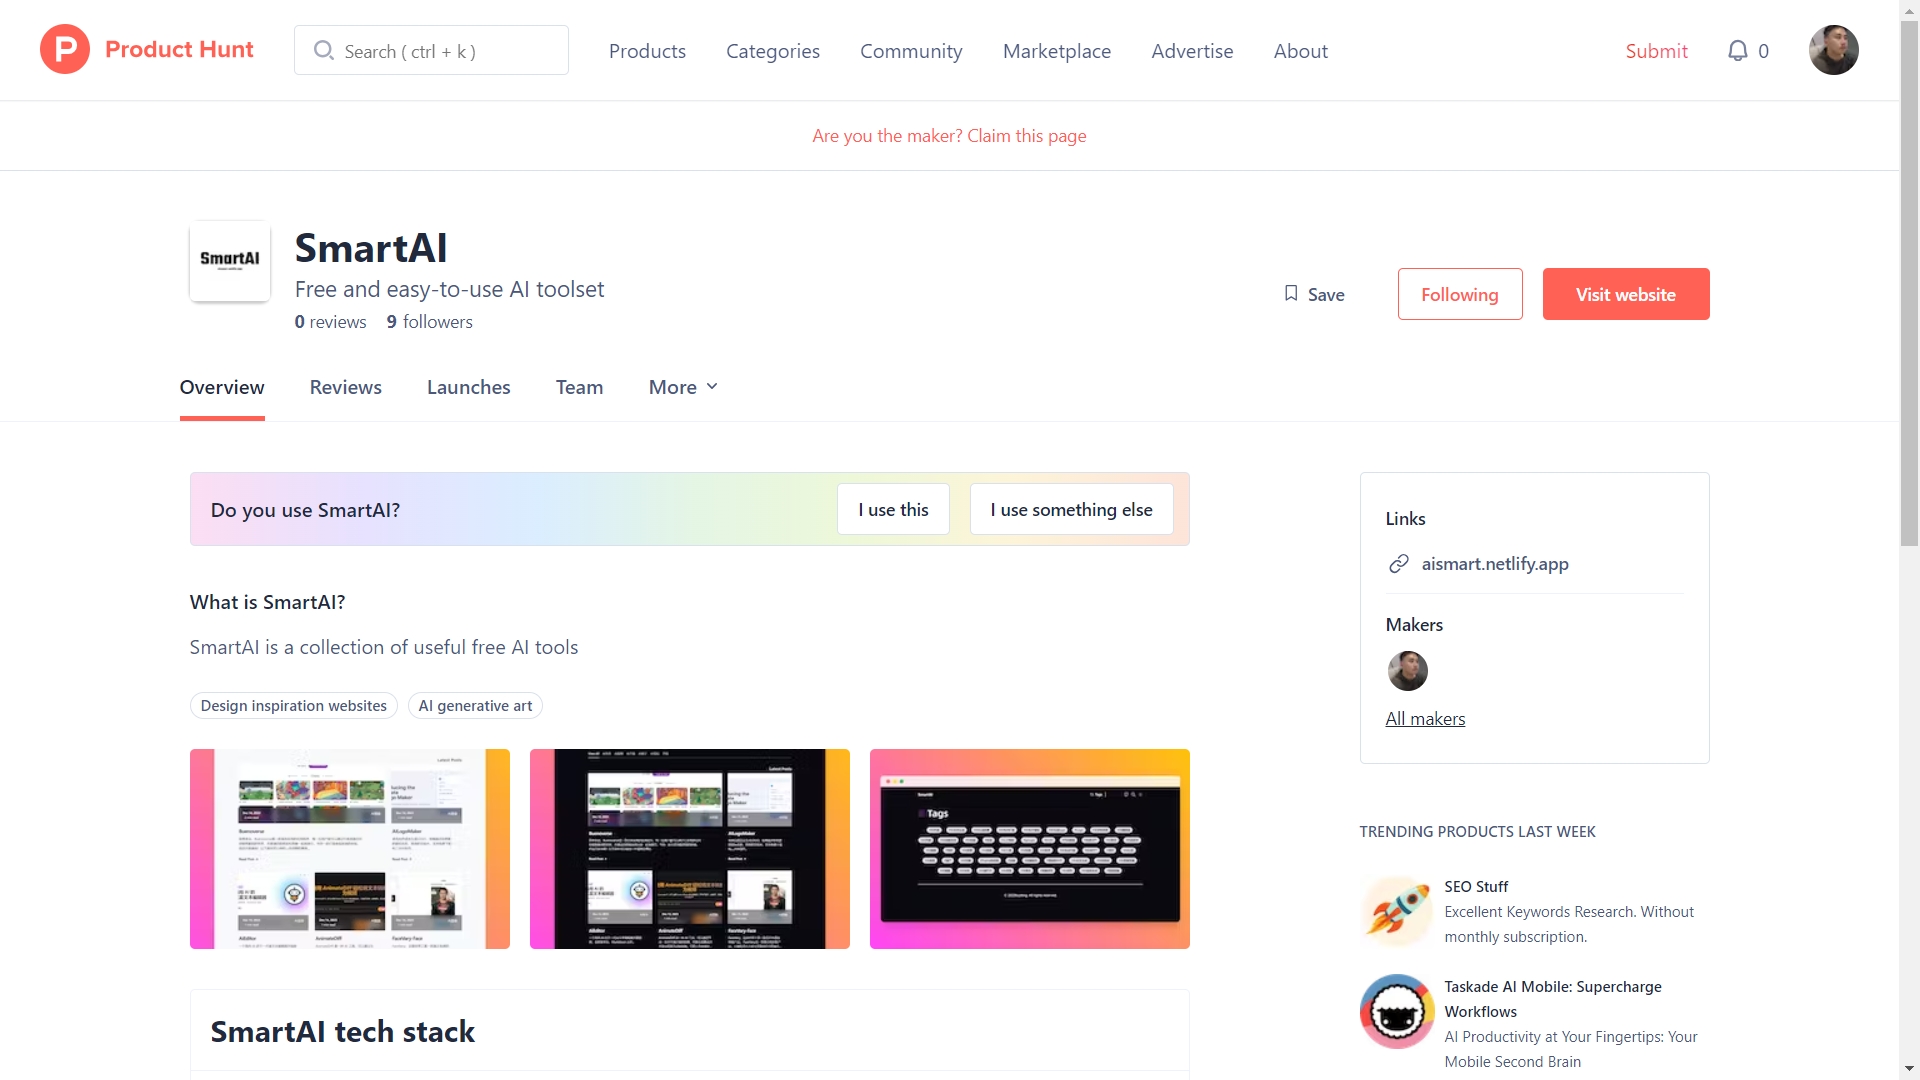 P Product Hunt
Search ( ctrl + k )
Products
Categories
Community
Marketplace
Advertise
About
Submit
0
Are you the maker? Claim this page
SmartAI
SmartAI
Free and easy-to-use AI toolset
0 reviews 9 followers
Save
Following
Visit website
Overview
Reviews
Launches
Team
More
Do you use SmartAI?
I use this
I use something else
What is SmartAI?
SmartAI is a collection of useful free AI tools
Design inspiration websites
AI generative art
Latest Posts
Tags
SmartAI tech stack
Links
aismart.netlify.app
Makers
All makers
TRENDING PRODUCTS LAST WEEK
SEO Stuff
Excellent Keywords Research. Without
monthly subscription.
Taskade AI Mobile: Supercharge
Workflows
AI Productivity at Your Fingertips: Your
Mobile Second Brain